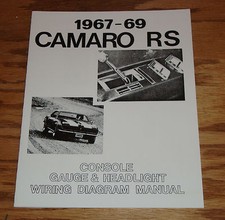 1967-69
CAMARO RS
CONSOLE
GAUGE & HEADLIGHT
WIRING DIAGRAM MANUAL